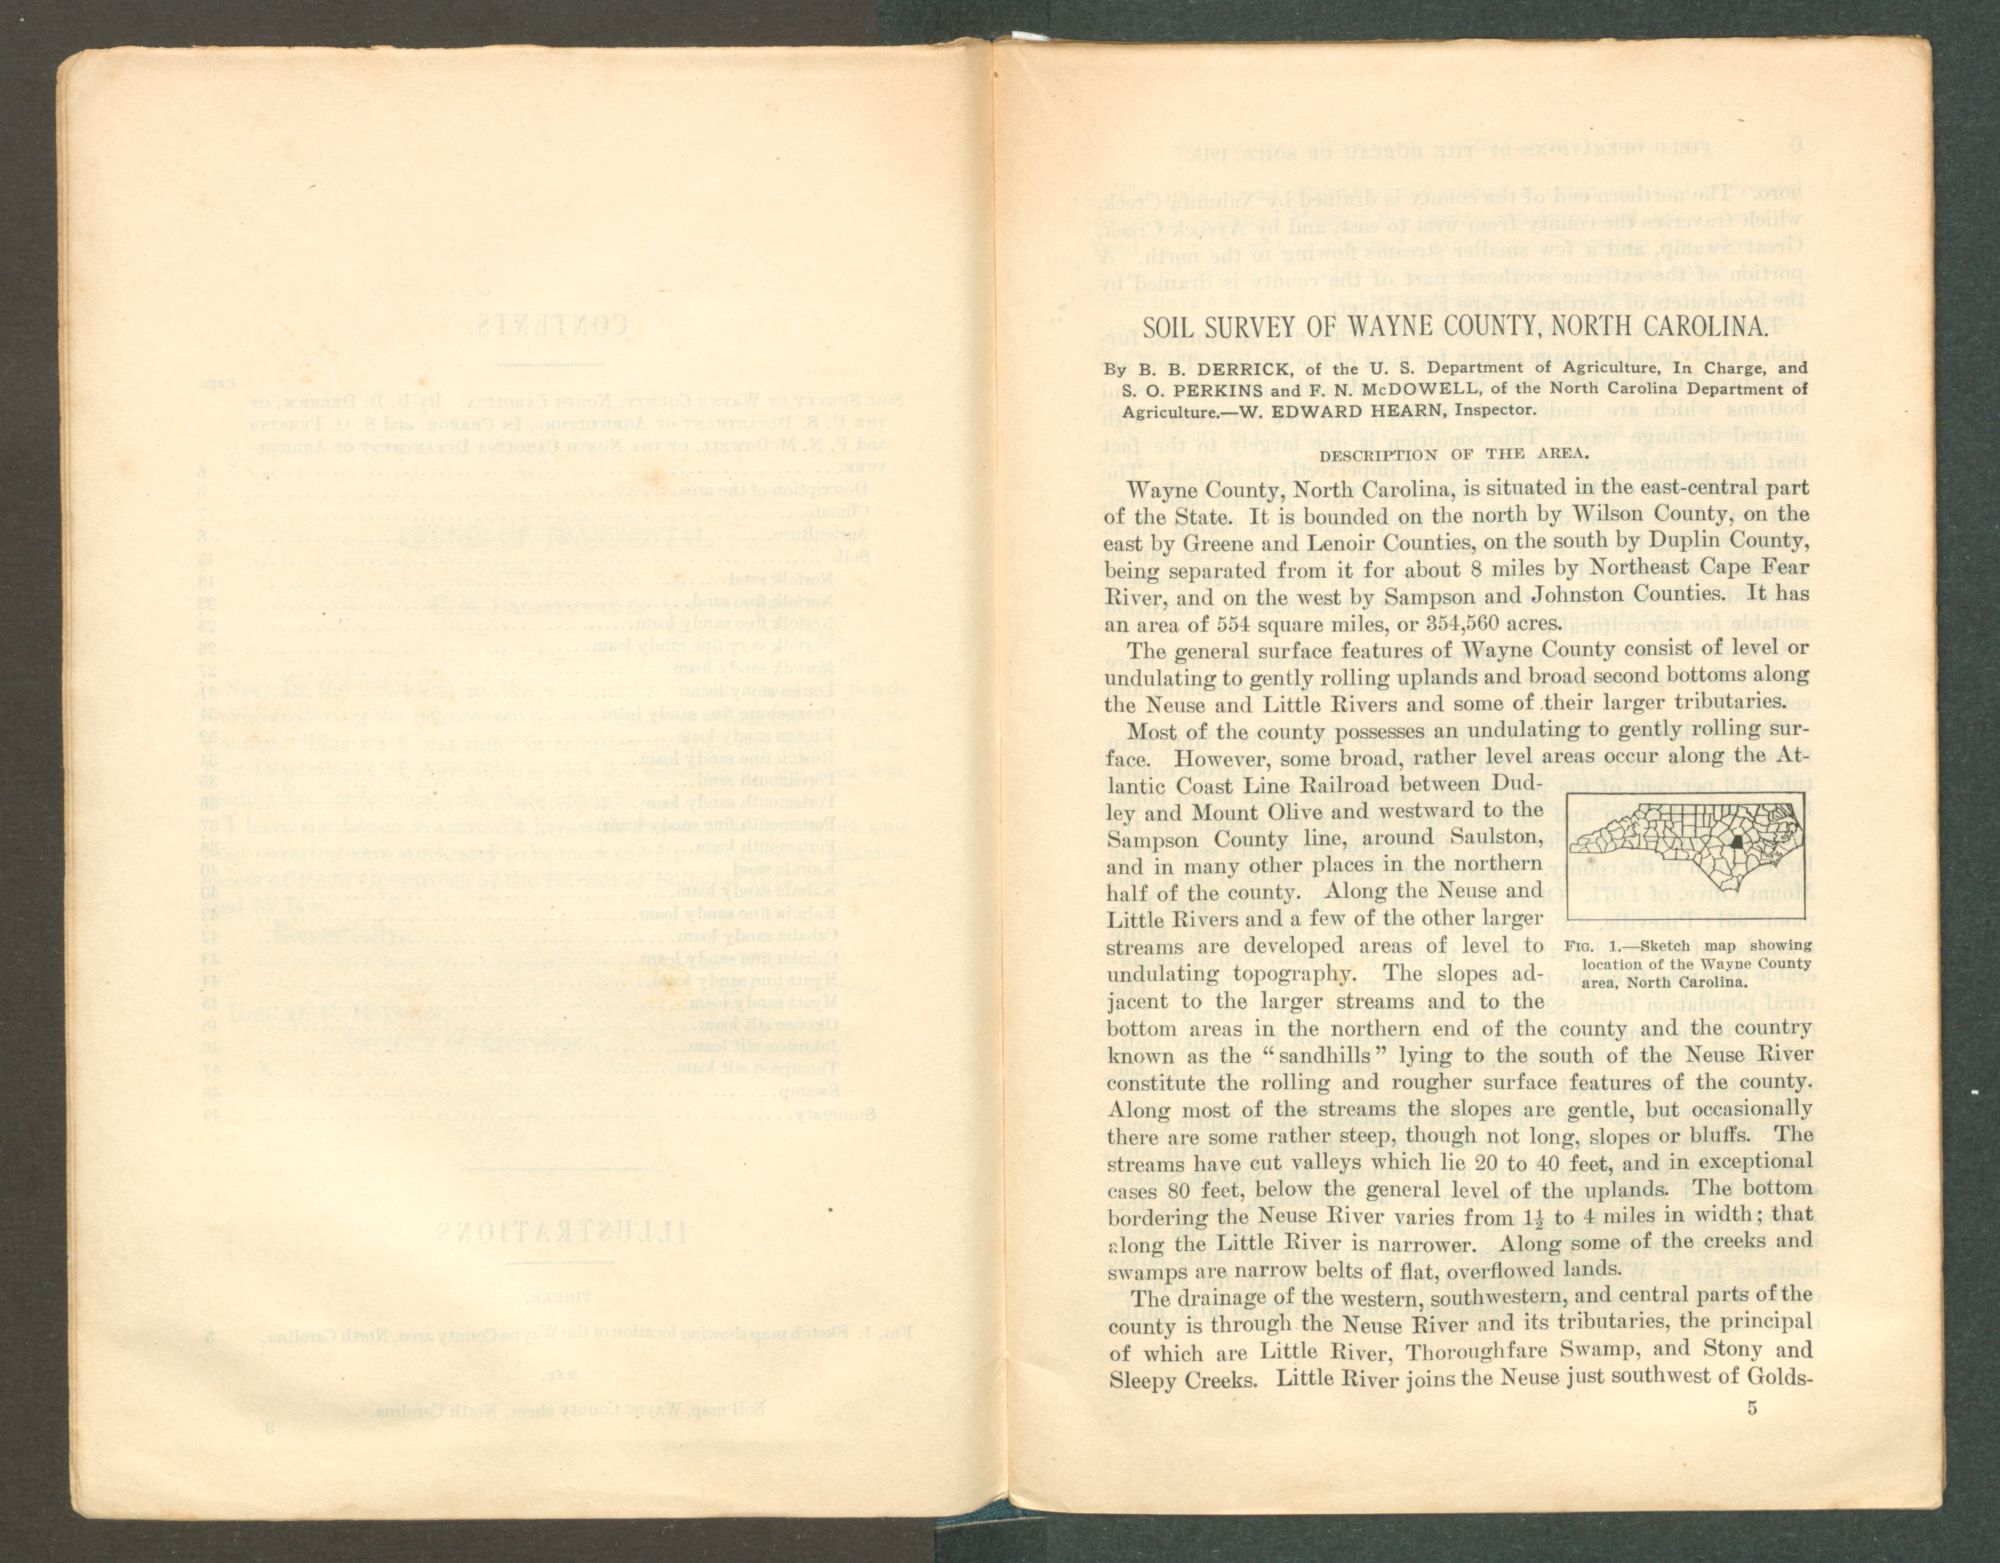 SOIL SURVEY OF WAYNE COUNTY, NORTH CAROLINA.
By B. B. DERRICK, of the U. S. Department of Agriculture, In Charge, and
S. O. PERKINS and F. N. McDOWELL, of the North Carolina Department of
Agriculture.—W. EDWARD HEARN, Inspector.
DESCRIPTION OF THE AREA.
Wayne County, North Carolina, is situated in the east-central part
of the State. It is bounded on the north by Wilson County, on the
east by Greene and Lenoir Counties, on the south by Duplin County,
being separated from it for about 8 miles by Northeast Cape Fear
River, and on the west by Sampson and Johnston Counties. It has
an area of 554 square miles, or 354,560 acres.
The general surface features of Wayne County consist of level or
undulating to gently rolling uplands and broad second bottoms along
the Neuse and Little Rivers and some of their larger tributaries.
Most of the county possesses an undulating to gently rolling sur-
face. However, some broad, rather level areas occur along the At-
lantic Coast Line Railroad between Dud-
ley and Mount Olive and westward to the
Sampson County line, around Saulston,
and in many other places in the northern
half of the county. Along the Neuse and
Little Rivers and a few of the other larger
streams are developed areas of level to
undulating topography. The slopes ad-
jacent to the larger streams and to the
bottom areas in the northern end of the county and the country
known as the “sandhills” lying to the south of the Neuse River
constitute the rolling and rougher surface features of the county.
Along most of the streams the slopes are gentle, but occasionally
there are some rather steep, though not long, slopes or bluffs. The
streams have cut valleys which lie 20 to 40 feet, and in exceptional
cases 80 feet, below the general level of the uplands. The bottom
bordering the Neuse River varies from 1½ to 4 miles in width; that
along the Little River is narrower. Along some of the creeks and
swamps are narrow belts of flat, overflowed lands.
The drainage of the western, southwestern, and central parts of the
county is through the Neuse River and its tributaries, the principal
of which are Little River, Thoroughfare Swamp, and Stony and
Sleepy Creeks. Little River joins the Neuse just southwest of Golds-
FIG. 1.—Sketch map showing
location of the Wayne County
area, North Carolina.
5